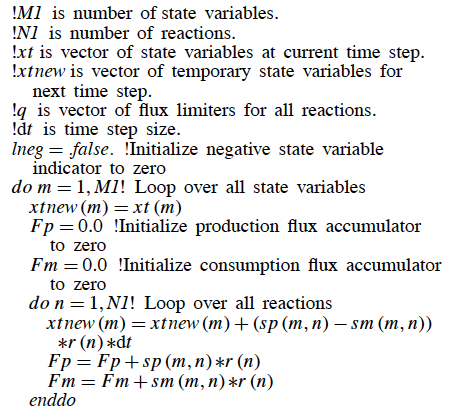 !M1 is number of state variables.
!N1 is number of reactions.
!xt is vector of state variables at current time step.
!xtnew is vector of temporary state variables for
next time step.
!q is vector of flux limiters for all reactions.
!dt is time step size.
lneg = .false. !Initialize negative state variable
indicator to zero
do m = 1, M1! Loop over all state variables
xtnew (m) = xt (m)
Fp = 0.0 !Initialize production flux accumulator
to zero
Fm = 0.0 !Initialize consumption flux accumulator
to zero
do n = 1, N1! Loop over all reactions
xtnew (m) = xtnew (m) + (sp (m, n) – sm (m, n))
*r (n) *dt
Fp = Fp + sp (m, n) *r (n)
Fm = Fm + sm (m, n) *r (n)
enddo